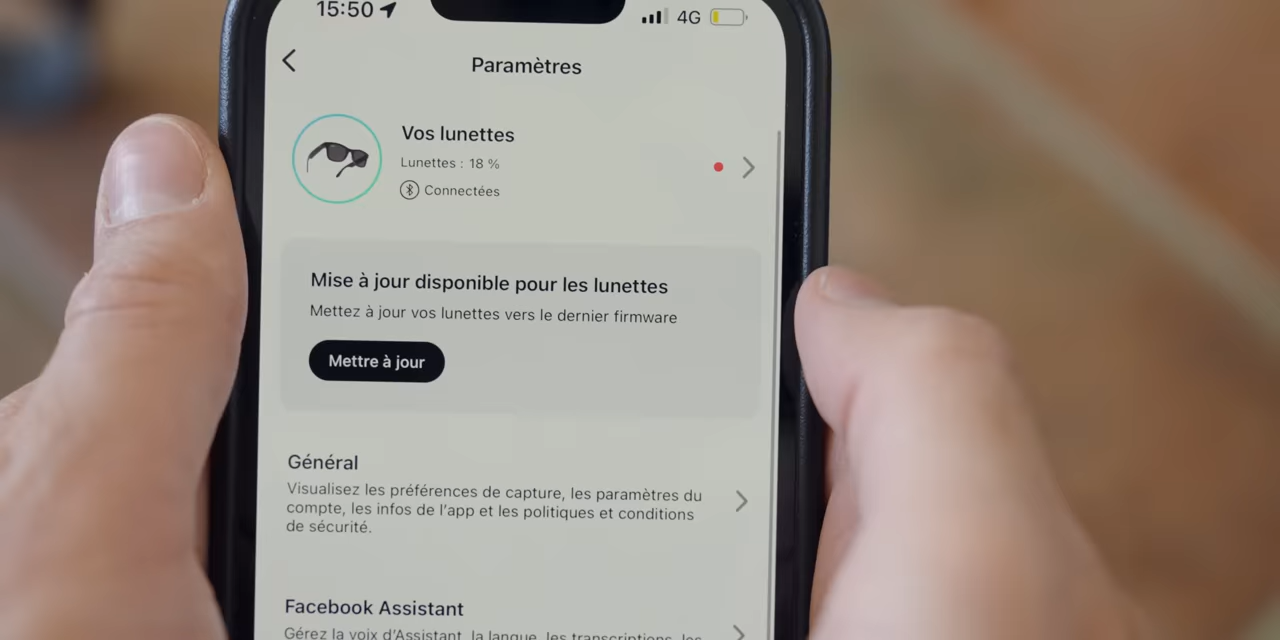 15:50
4G
Paramètres
Vos lunettes
Lunettes : 18 %
Connectées
Mise à jour disponible pour les lunettes
Mettez à jour vos lunettes vers le dernier firmware
Mettre à jour
Général
Visualisez les préférences de capture, les paramètres du
compte, les infos de l'app et les politiques et conditions
de sécurité.
Facebook Assistant
Gérez la voix d'Assistant, la langue, les transcriptions, les